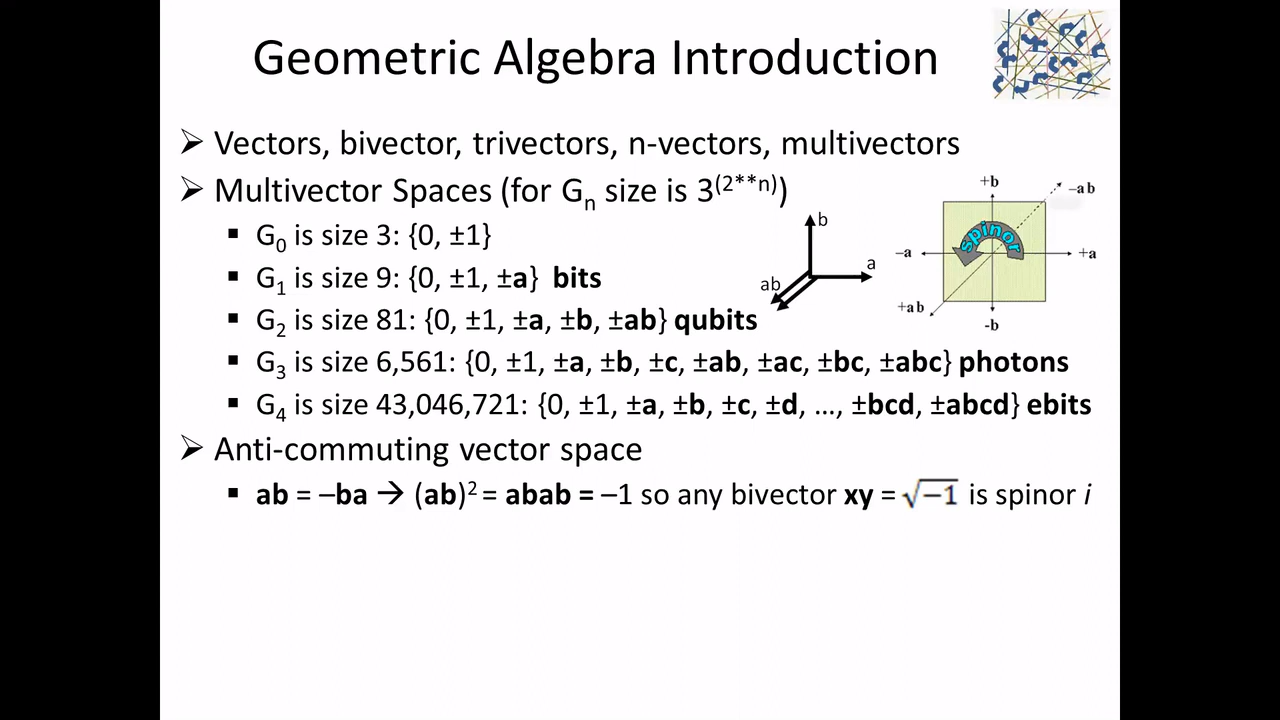 Geometric Algebra Introduction
➢ Vectors, bivector, trivectors, n-vectors, multivectors
➢ Multivector Spaces (for Gₙ size is 3^(2**n))
▪ G₀ is size 3: {0, ±1}
▪ G₁ is size 9: {0, ±1, ±a} bits
▪ G₂ is size 81: {0, ±1, ±a, ±b, ±ab} qubits
▪ G₃ is size 6,561: {0, ±1, ±a, ±b, ±c, ±ab, ±ac, ±bc, ±abc} photons
▪ G₄ is size 43,046,721: {0, ±1, ±a, ±b, ±c, ±d, …, ±bcd, ±abcd} ebits
➢ Anti-commuting vector space
▪ ab = –ba → (ab)² = abab = –1 so any bivector xy = √−1 is spinor i
b
a
ab
+b
–ab
spinor
–a
+a
+ab
-b